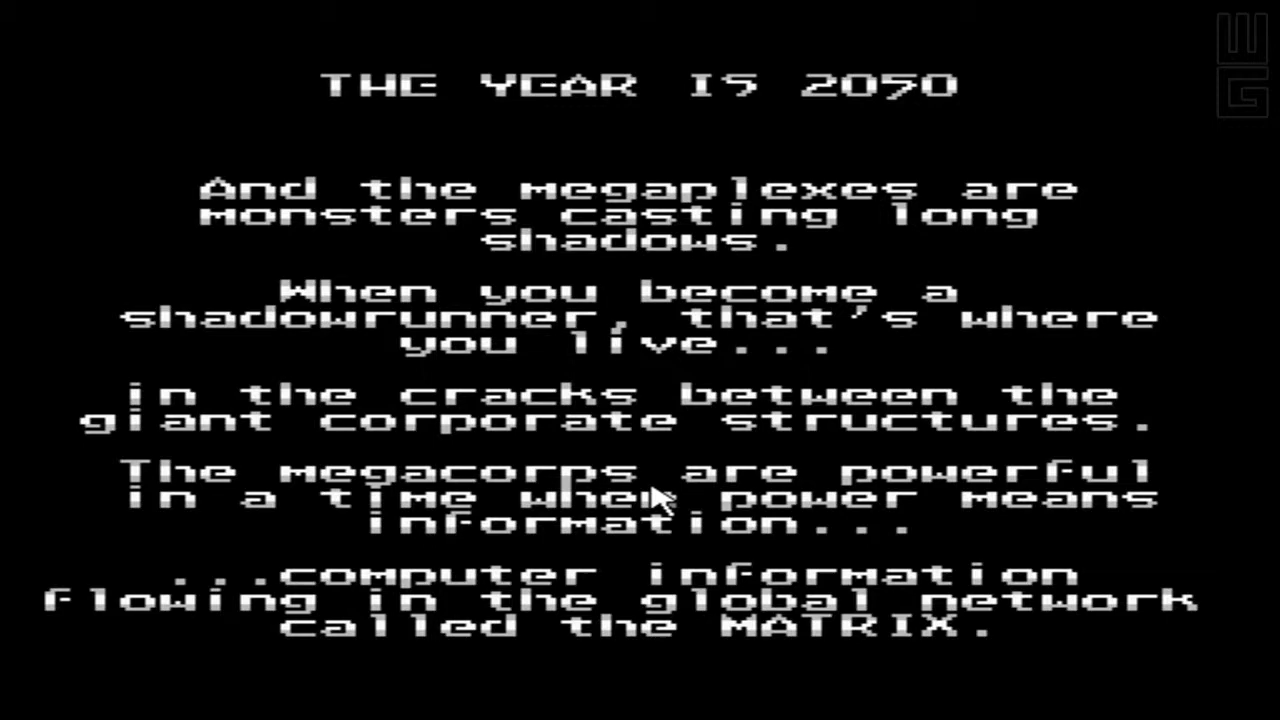 THE YEAR IS 2050
And the megaplexes are
monsters casting long
shadows.
When you become a
shadowrunner, that's where
you live...
in the cracks between the
giant corporate structures.
The megacorps are powerful
in a time when power means
information...
...computer information
flowing in the global network
called the MATRIX.